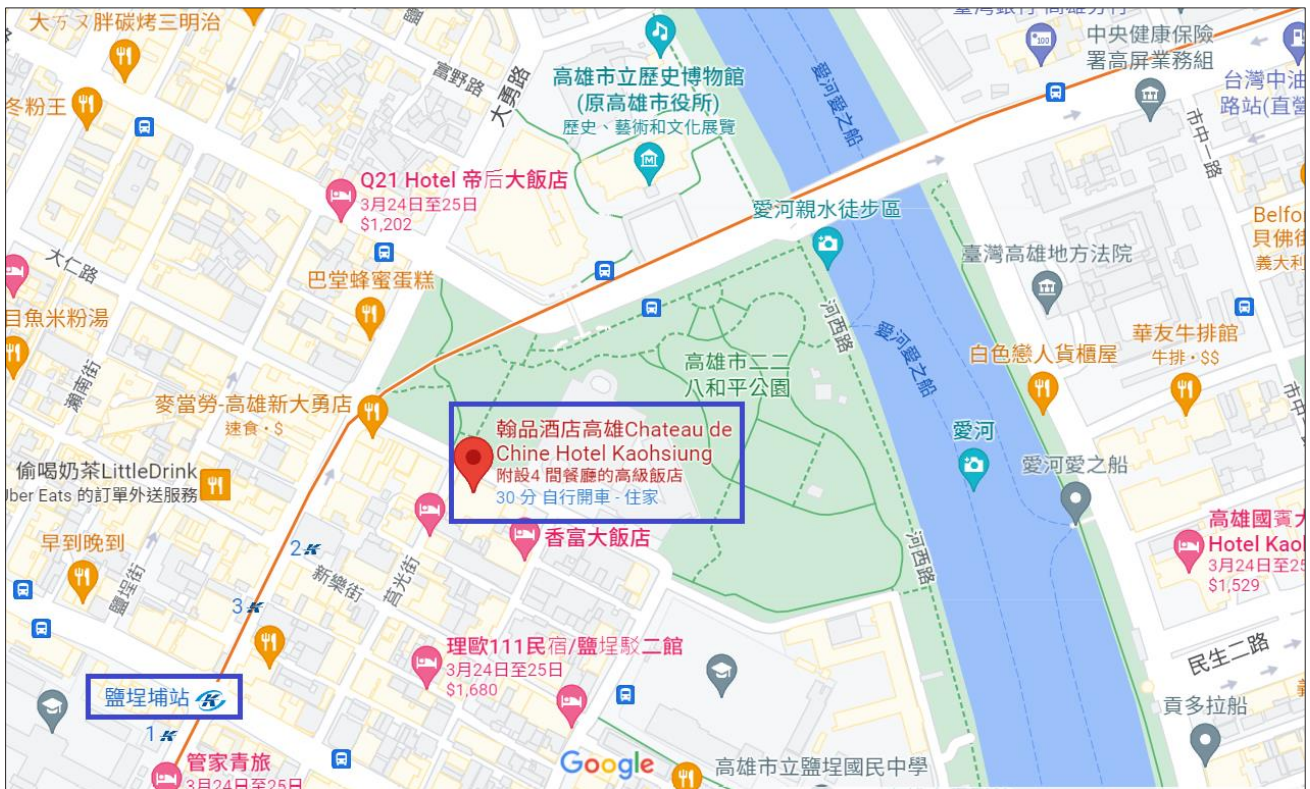 大ㄎㄡ胖碳烤三明治
冬粉王
富野路
大勇路
高雄市立歷史博物館
(原高雄市役所)
歷史、藝術和文化展覽
愛河愛之船
中央健康保險
署高屏業務組
台灣中油
路站(直營
市中一路
Q21 Hotel 帝后大飯店
3月24日至25日
$1,202
愛河親水徒步區
Belfo
貝佛街
義大利
臺灣高雄地方法院
大仁路
巴堂蜂蜜蛋糕
目魚米粉湯
瀨南街
河西路
愛河愛之船
高雄市二二
八和平公園
白色戀人貨櫃屋
華友牛排館
牛排・$$
市中
麥當勞-高雄新大勇店
速食・$
翰品酒店高雄Chateau de
Chine Hotel Kaohsiung
附設4 間餐廳的高級飯店
30 分 自行開車 - 住家
愛河
愛河愛之船
偷喝奶茶LittleDrink
Uber Eats 的訂單外送服務
香富大飯店
高雄國賓大
Hotel Kaoh
3月24日至25
$1,529
早到晚到
2
新樂街
莒光街
鹽埕街
3
河西路
理歐111民宿/鹽埕駁二館
3月24日至25日
$1,680
民生二路
鹽埕埔站
1
貢多拉船
管家青旅
3月24日至25日
Google
高雄市立鹽埕國民中學